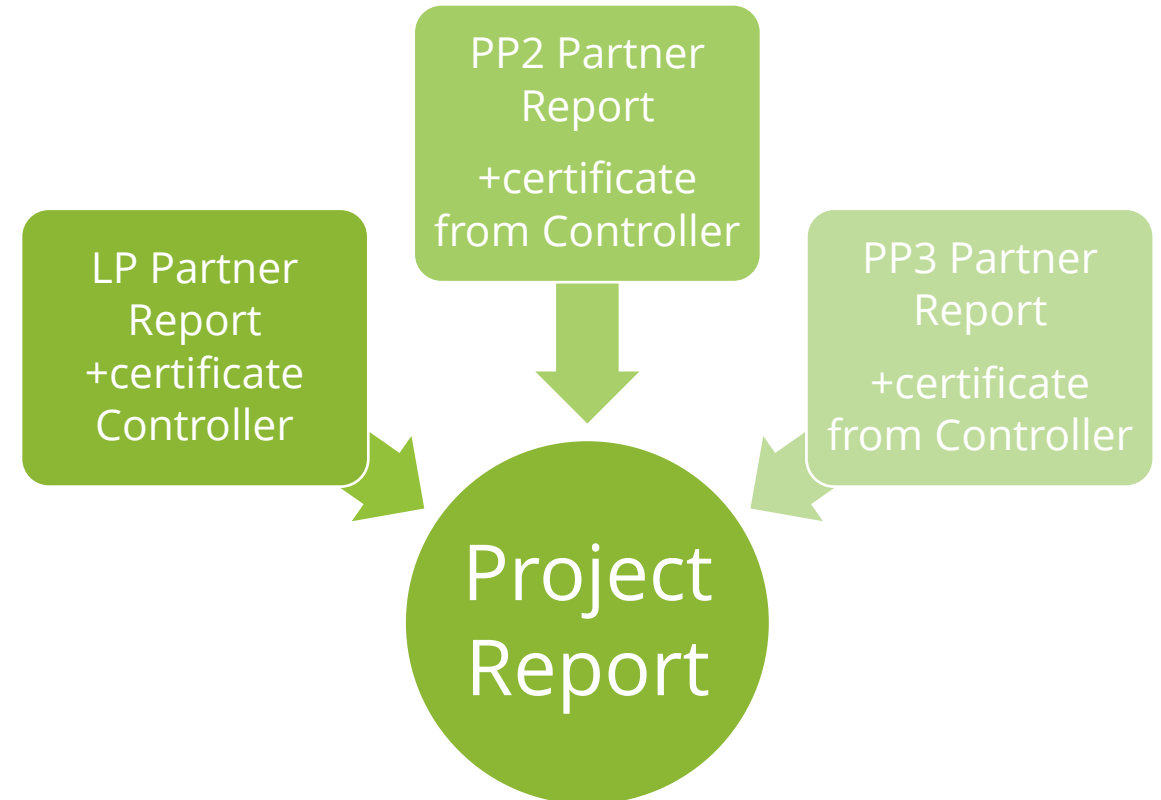 PP2 Partner
Report
+certificate
from Controller
LP Partner
Report
+certificate
Controller
PP3 Partner
Report
+certificate
from Controller
Project
Report